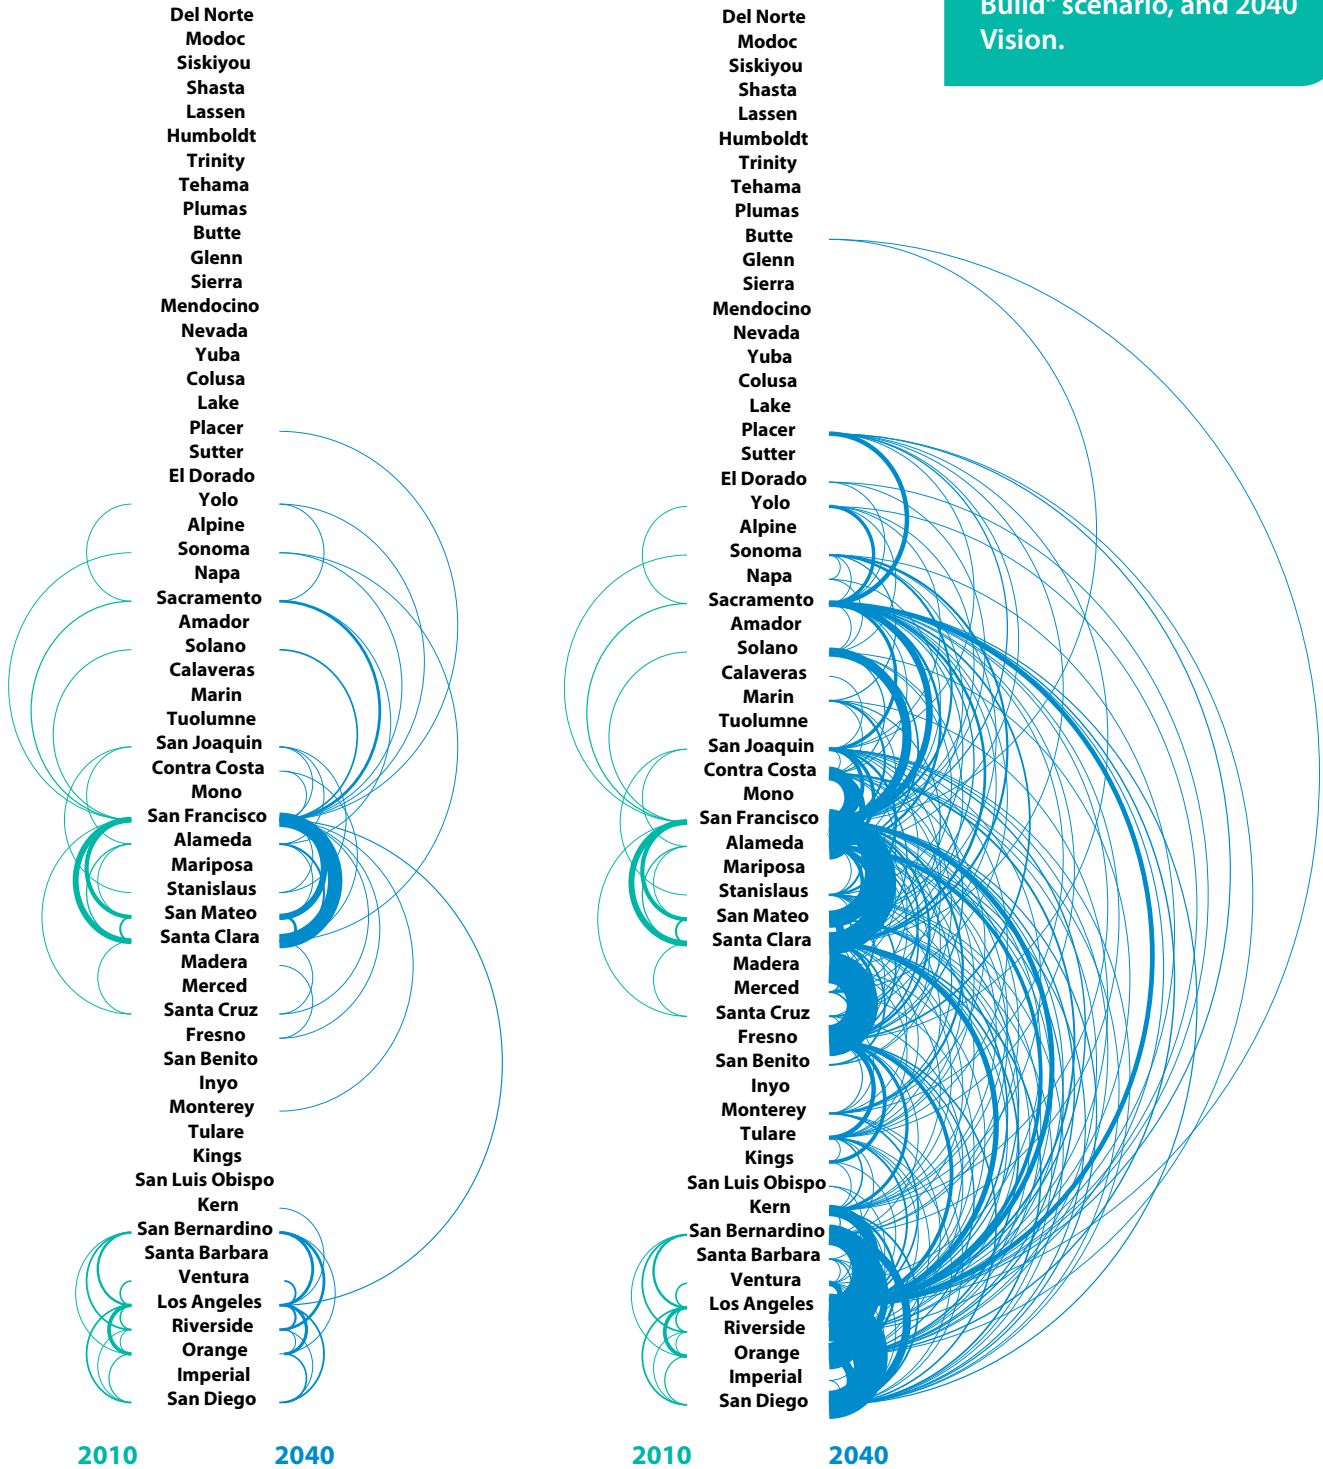 Build" scenario, and 2040
Vision.
Del Norte
Modoc
Siskiyou
Shasta
Lassen
Humboldt
Trinity
Tehama
Plumas
Butte
Glenn
Sierra
Mendocino
Nevada
Yuba
Colusa
Lake
Placer
Sutter
El Dorado
Yolo
Alpine
Sonoma
Napa
Sacramento
Amador
Solano
Calaveras
Marin
Tuolumne
San Joaquin
Contra Costa
Mono
San Francisco
Alameda
Mariposa
Stanislaus
San Mateo
Santa Clara
Madera
Merced
Santa Cruz
Fresno
San Benito
Inyo
Monterey
Tulare
Kings
San Luis Obispo
Kern
San Bernardino
Santa Barbara
Ventura
Los Angeles
Riverside
Orange
Imperial
San Diego
2010 2040
Del Norte
Modoc
Siskiyou
Shasta
Lassen
Humboldt
Trinity
Tehama
Plumas
Butte
Glenn
Sierra
Mendocino
Nevada
Yuba
Colusa
Lake
Placer
Sutter
El Dorado
Yolo
Alpine
Sonoma
Napa
Sacramento
Amador
Solano
Calaveras
Marin
Tuolumne
San Joaquin
Contra Costa
Mono
San Francisco
Alameda
Mariposa
Stanislaus
San Mateo
Santa Clara
Madera
Merced
Santa Cruz
Fresno
San Benito
Inyo
Monterey
Tulare
Kings
San Luis Obispo
Kern
San Bernardino
Santa Barbara
Ventura
Los Angeles
Riverside
Orange
Imperial
San Diego
2010 2040